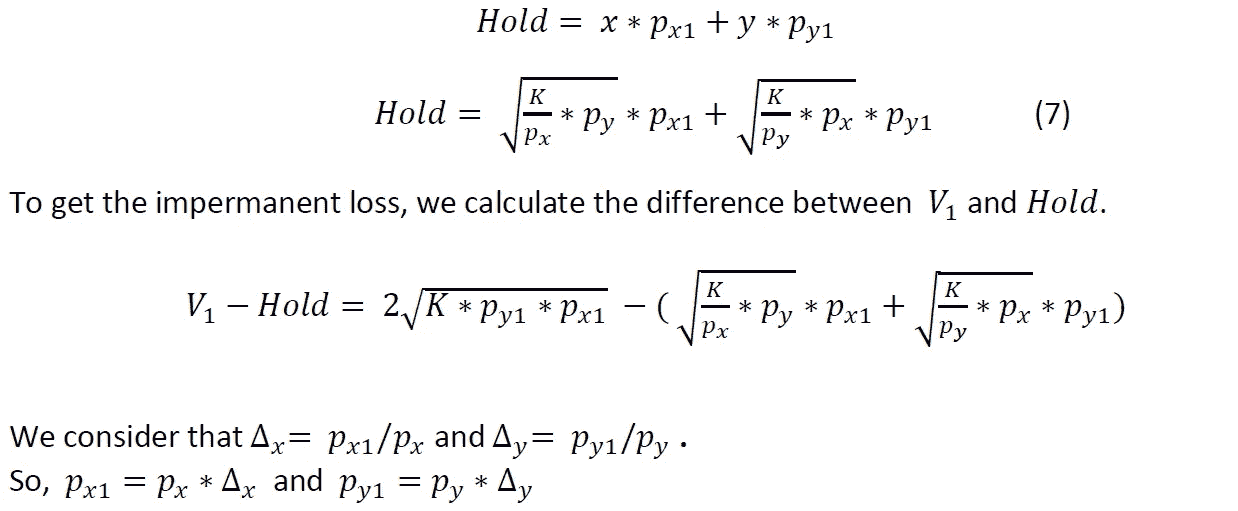 Hold = x * p_{x1} + y * p_{y1}
Hold = \sqrt{\frac{K}{p_x} * p_y} * p_{x1} + \sqrt{\frac{K}{p_y} * p_x} * p_{y1} (7)
To get the impermanent loss, we calculate the difference between V_1 and Hold.
V_1 − Hold = 2\sqrt{K * p_{y1} * p_{x1}} − (\sqrt{\frac{K}{p_x} * p_y} * p_{x1} + \sqrt{\frac{K}{p_y} * p_x} * p_{y1})
We consider that Δ_x= p_{x1}/p_x and Δ_y= p_{y1}/p_y .
So, p_{x1} = p_x * Δ_x and p_{y1} = p_y * Δ_y